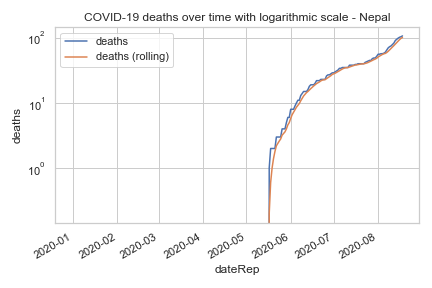 COVID-19 deaths over time with logarithmic scale - Nepal
deaths
deaths (rolling)
10²
10¹
10⁰
deaths
2020-01
2020-02
2020-03
2020-04
2020-05
2020-06
2020-07
2020-08
dateRep